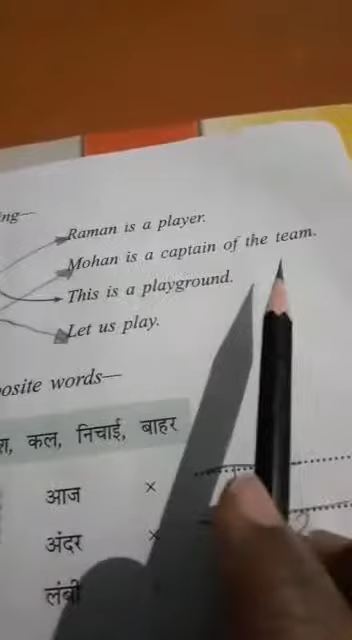 ing—
Raman is a player.
Mohan is a captain of the team.
This is a playground.
Let us play.
posite words—
कल, निचाई, बाहर
आज ×
अंदर ×
लंबी